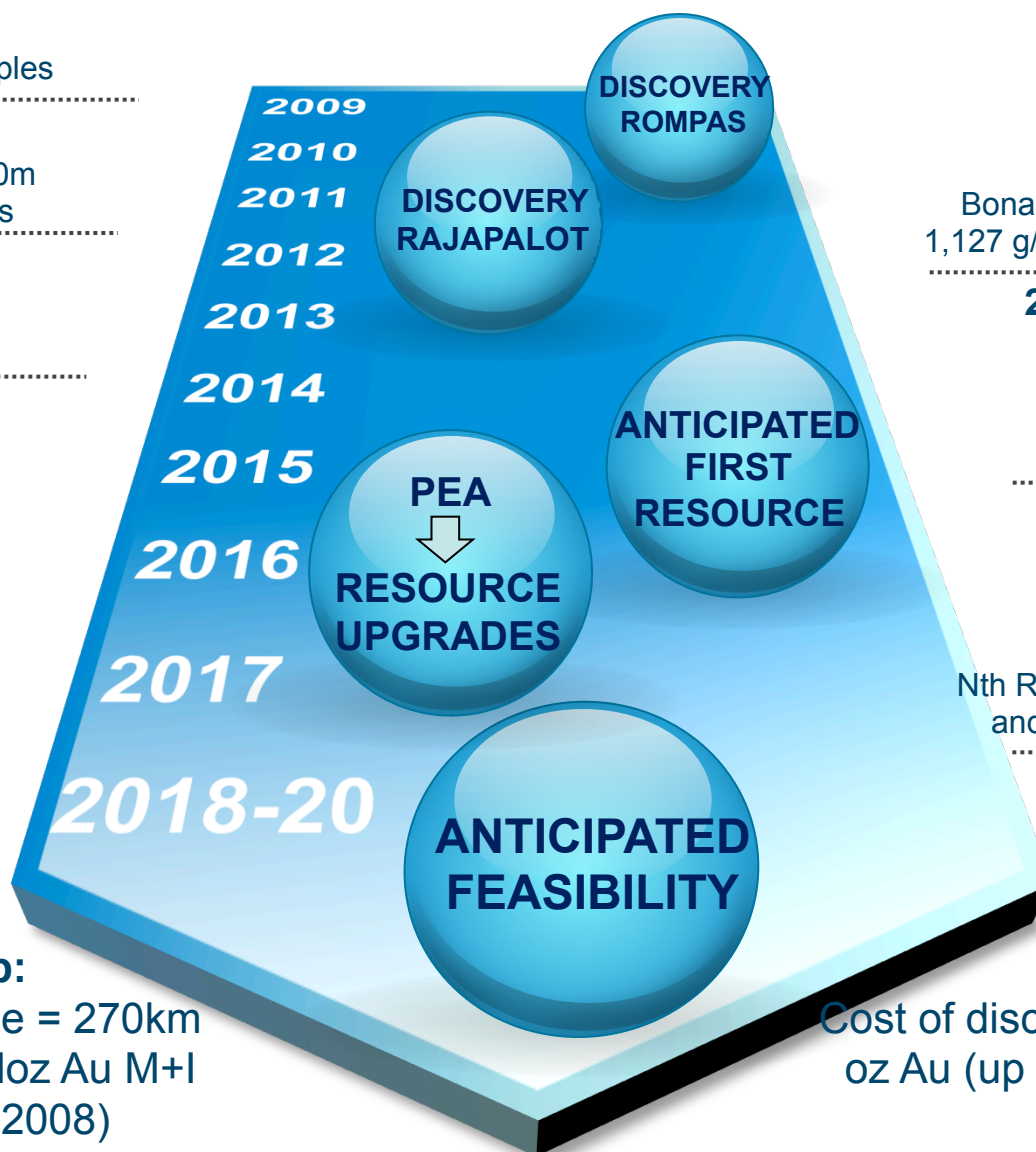 ples
0m
s
2009
2010
2011
2012
2013
2014
2015
2016
2017
2018-20
DISCOVERY
ROMPAS
DISCOVERY
RAJAPALOT
ANTICIPATED
FIRST
RESOURCE
PEA
RESOURCE
UPGRADES
ANTICIPATED
FEASIBILITY
Bona
1,127 g/
2
Nth R
and
o:
e = 270km
loz Au M+I
2008)
Cost of disc
oz Au (up